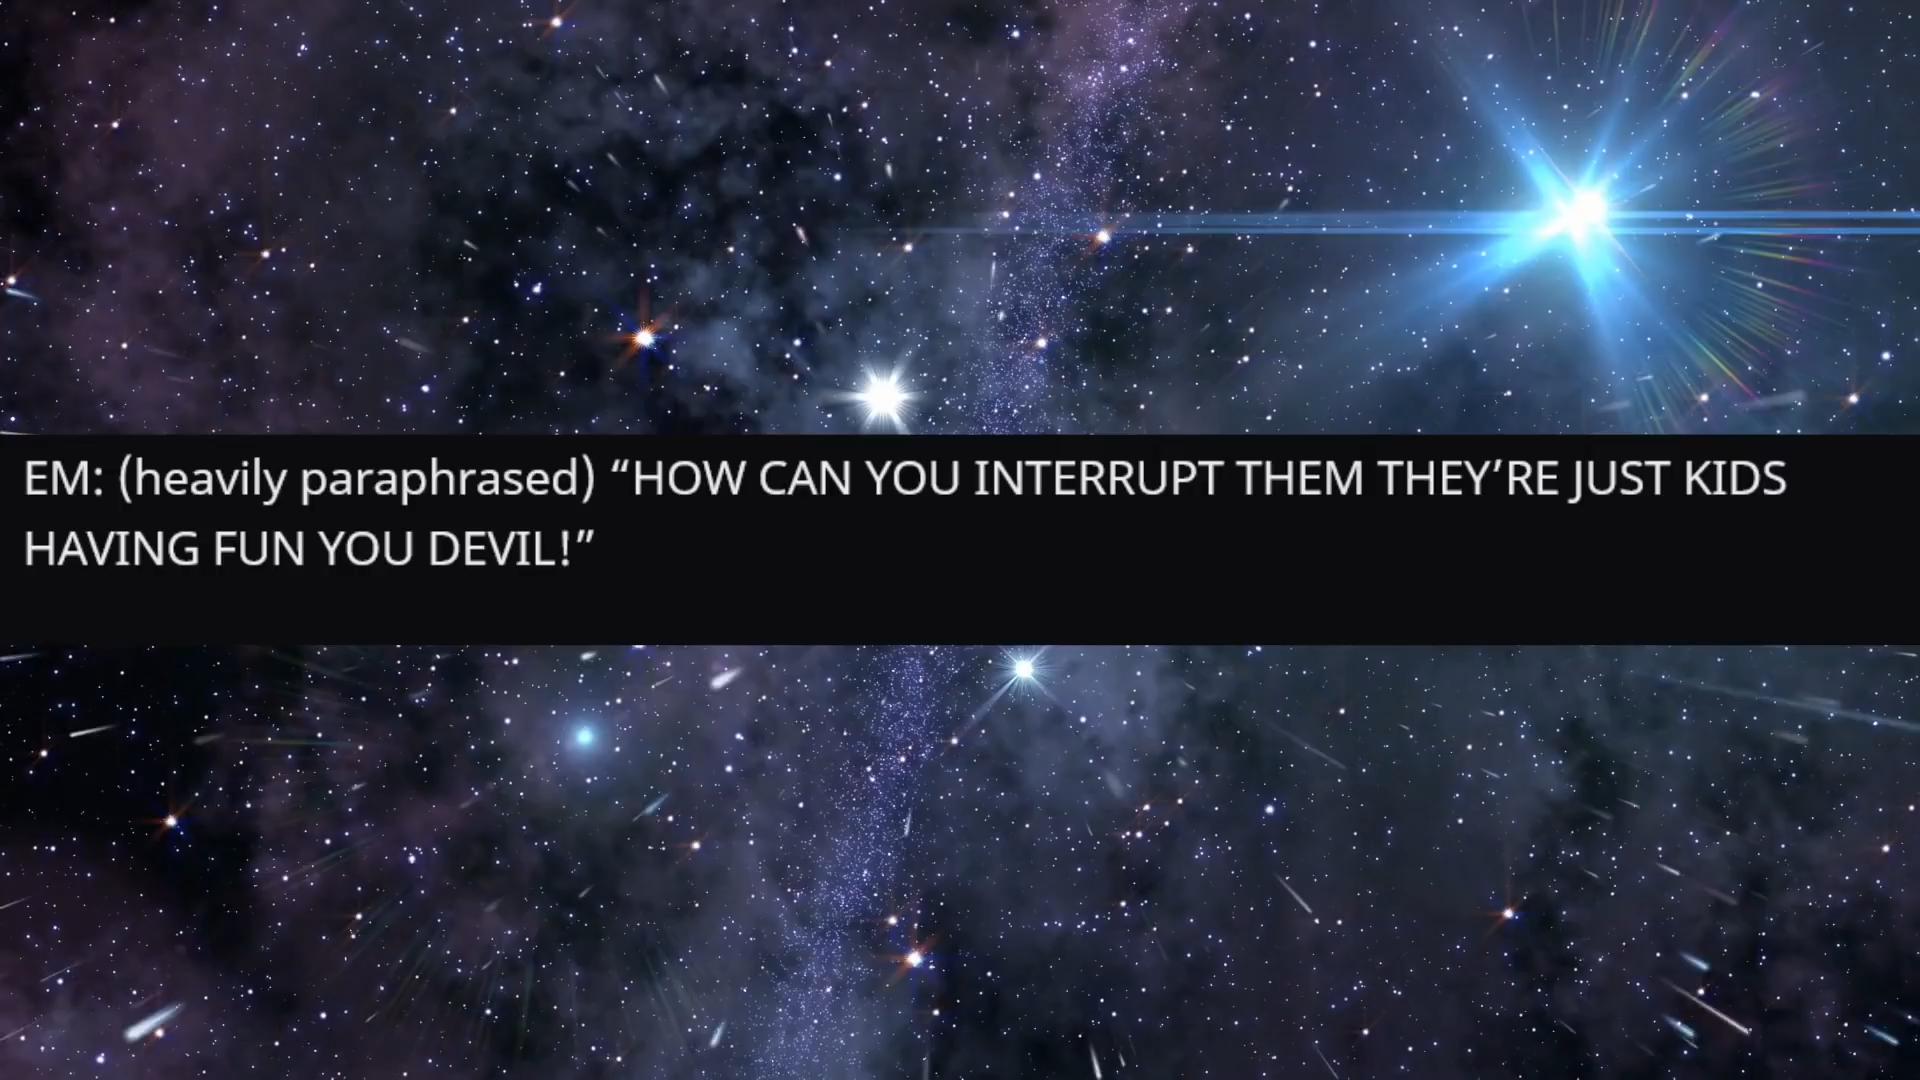 EM: (heavily paraphrased) “HOW CAN YOU INTERRUPT THEM THEY’RE JUST KIDS
HAVING FUN YOU DEVIL!”